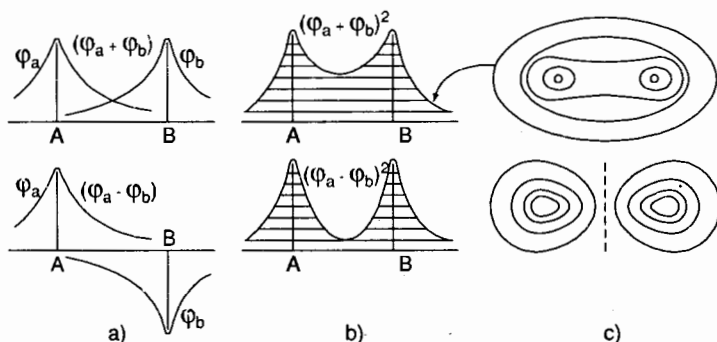 φa (φa + φb) φb
A B
(φa + φb)²
A B
φa (φa - φb)
A B
φb
(φa - φb)²
A B
a) b) c)